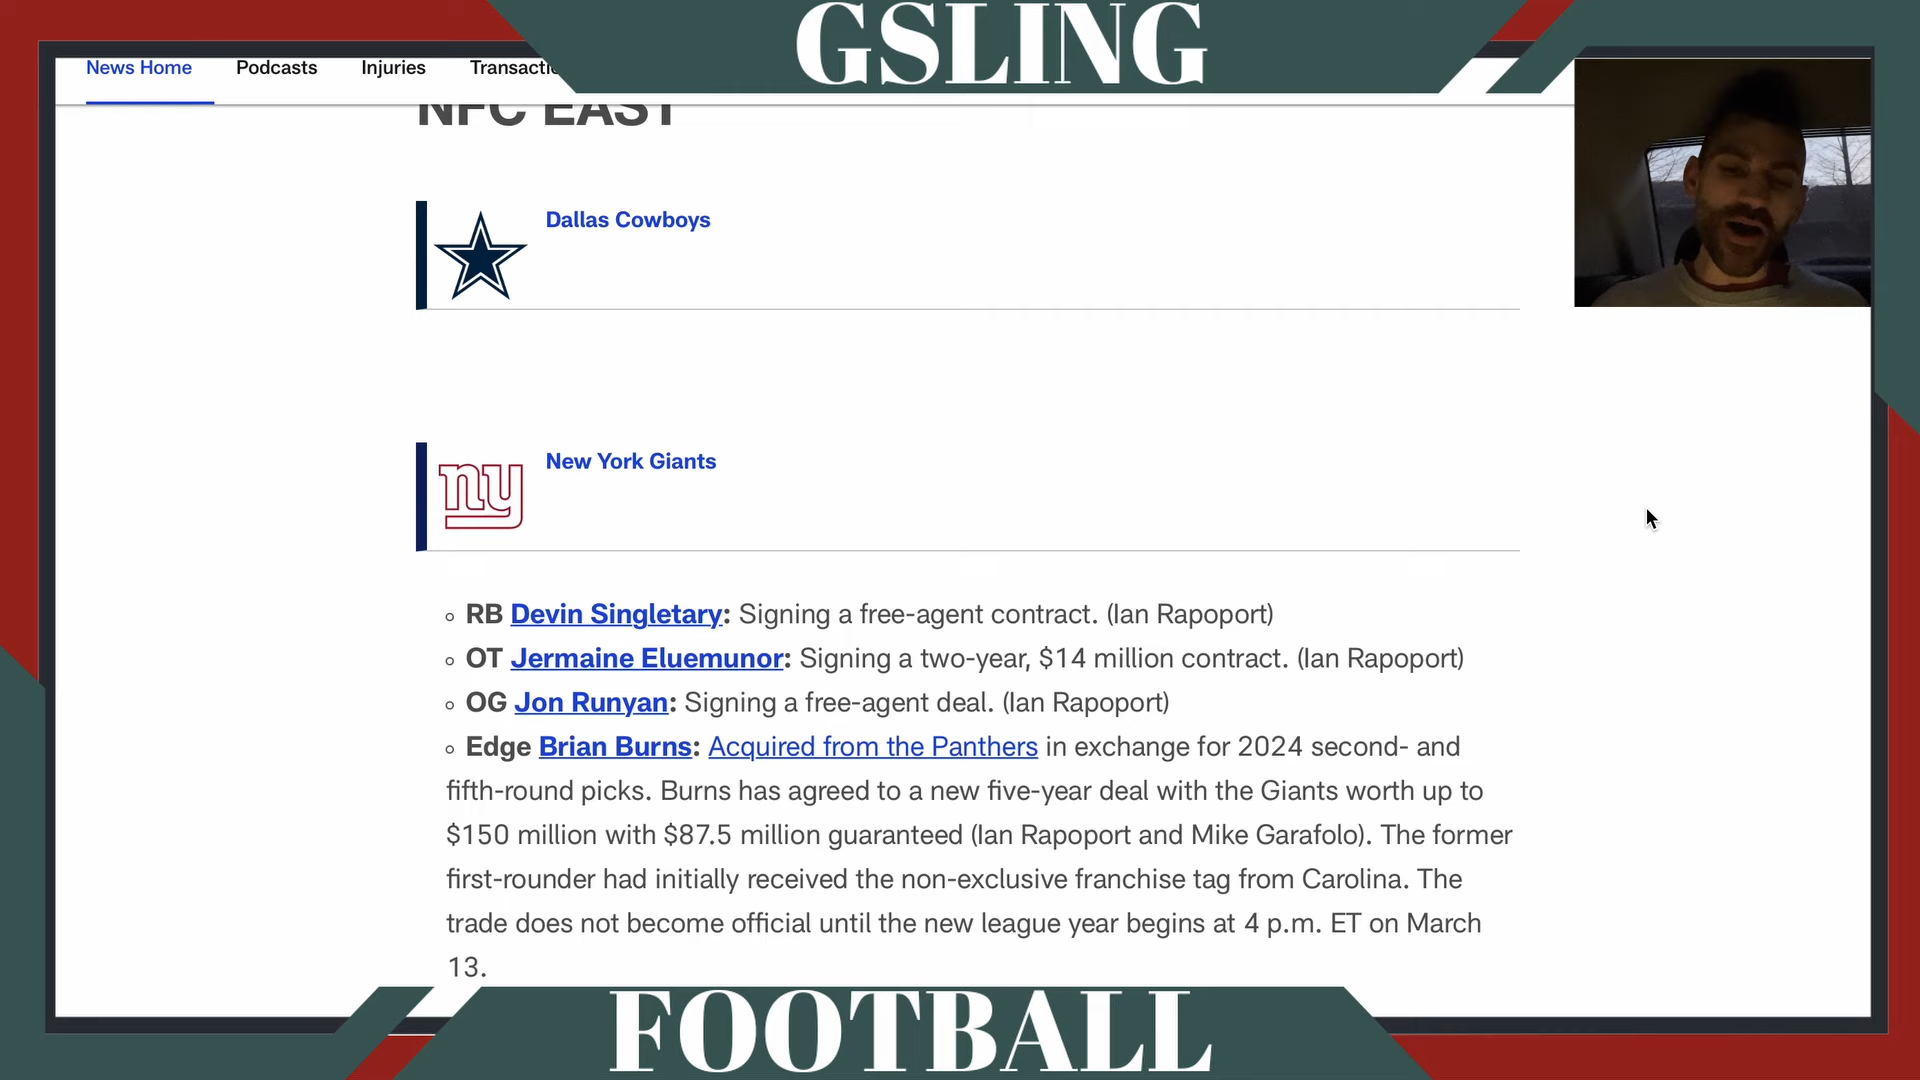 GSLING
News Home Podcasts Injuries Transactio
NFC EAST
Dallas Cowboys
ny
New York Giants
RB Devin Singletary: Signing a free-agent contract. (Ian Rapoport)
OT Jermaine Eluemunor: Signing a two-year, $14 million contract. (Ian Rapoport)
OG Jon Runyan: Signing a free-agent deal. (Ian Rapoport)
Edge Brian Burns: Acquired from the Panthers in exchange for 2024 second- and
fifth-round picks. Burns has agreed to a new five-year deal with the Giants worth up to
$150 million with $87.5 million guaranteed (Ian Rapoport and Mike Garafolo). The former
first-rounder had initially received the non-exclusive franchise tag from Carolina. The
trade does not become official until the new league year begins at 4 p.m. ET on March
13.
FOOTBALL